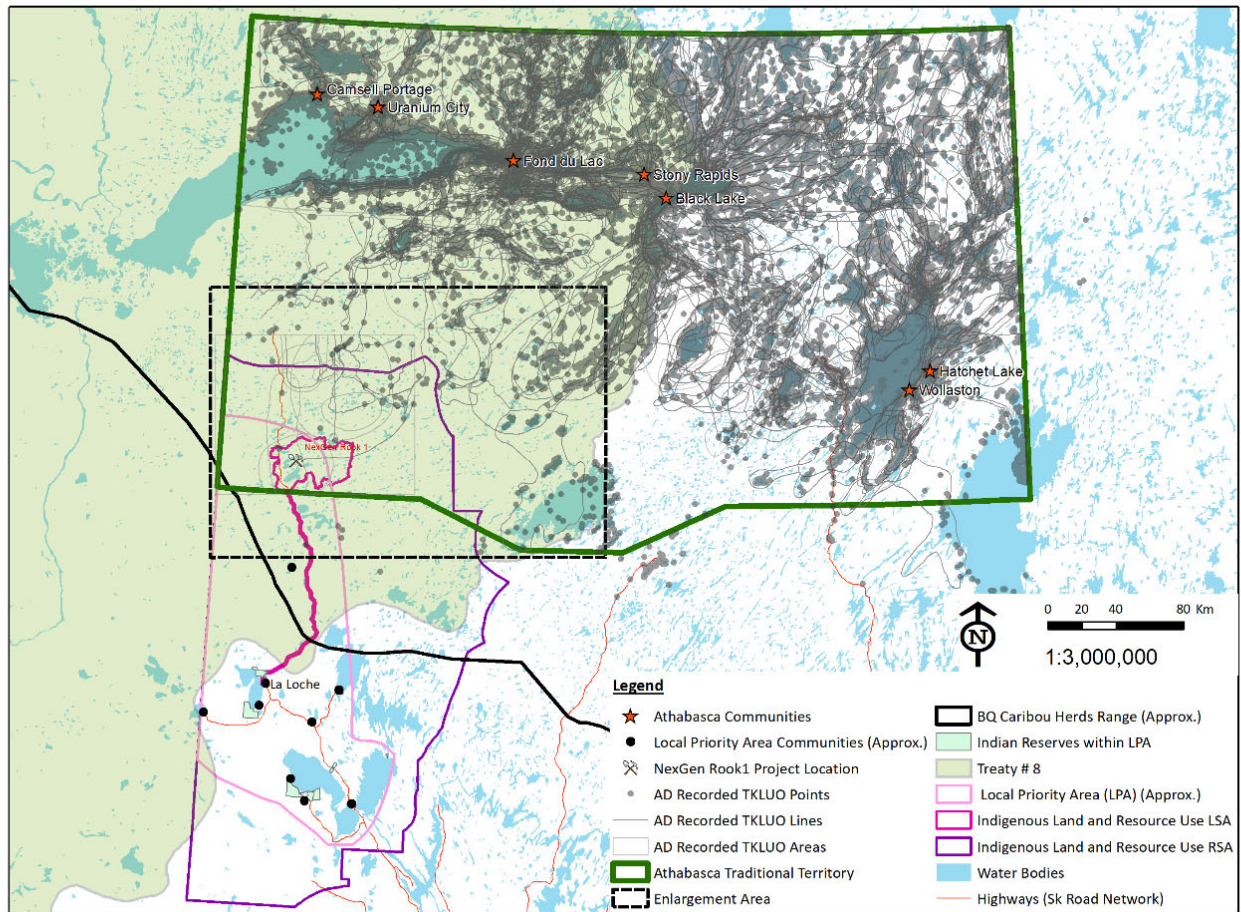 Camsell Portage
Uranium City
Fond du Lac
Stony Rapids
Black Lake
Hatchet Lake
Wollaston
NexGen Rook 1
La Loche
N
0 20 40 80 Km
1:3,000,000
Legend
Athabasca Communities
Local Priority Area Communities (Approx.)
NexGen Rook1 Project Location
AD Recorded TKLUO Points
AD Recorded TKLUO Lines
AD Recorded TKLUO Areas
Athabasca Traditional Territory
Enlargement Area
BQ Caribou Herds Range (Approx.)
Indian Reserves within LPA
Treaty # 8
Local Priority Area (LPA) (Approx.)
Indigenous Land and Resource Use LSA
Indigenous Land and Resource Use RSA
Water Bodies
Highways (Sk Road Network)